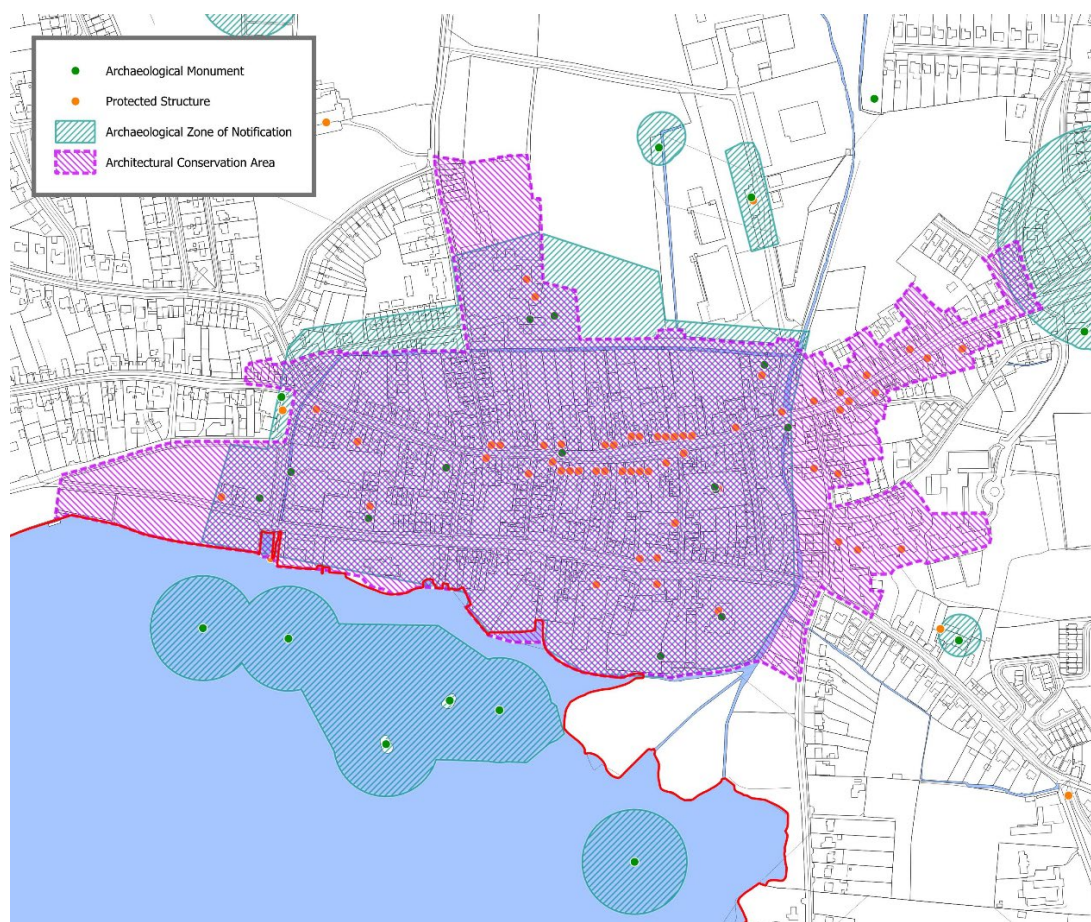 Archaeological Monument
Protected Structure
Archaeological Zone of Notification
Architectural Conservation Area